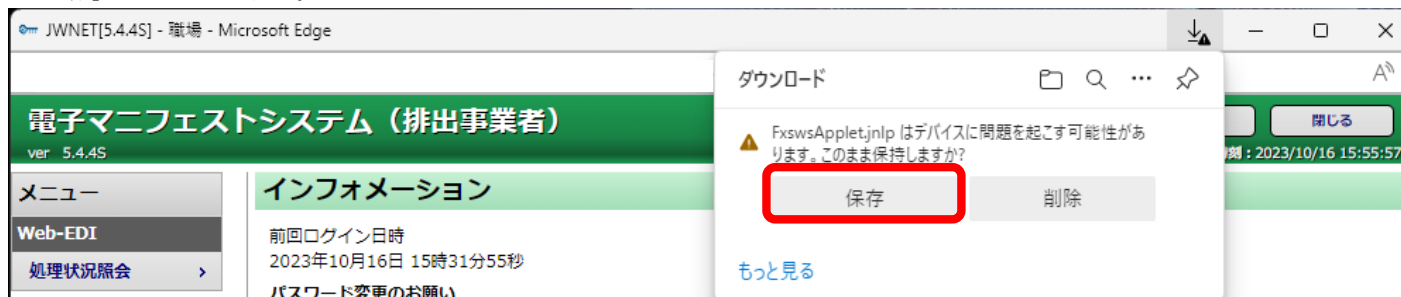 JWNET[5.4.4S] - 職場 - Microsoft Edge
ダウンロード
電子マニフェストシステム（排出事業者）
ver 5.4.4S
FxswsApplet.jnlp はデバイスに問題を起こす可能性があ
ります。このまま保持しますか?
保存
削除
もっと見る
閉じる
刻：2023/10/16 15:55:57
メニュー
Web-EDI
処理状況照会 >
インフォメーション
前回ログイン日時
2023年10月16日 15時31分55秒
パスワード変更のお願い